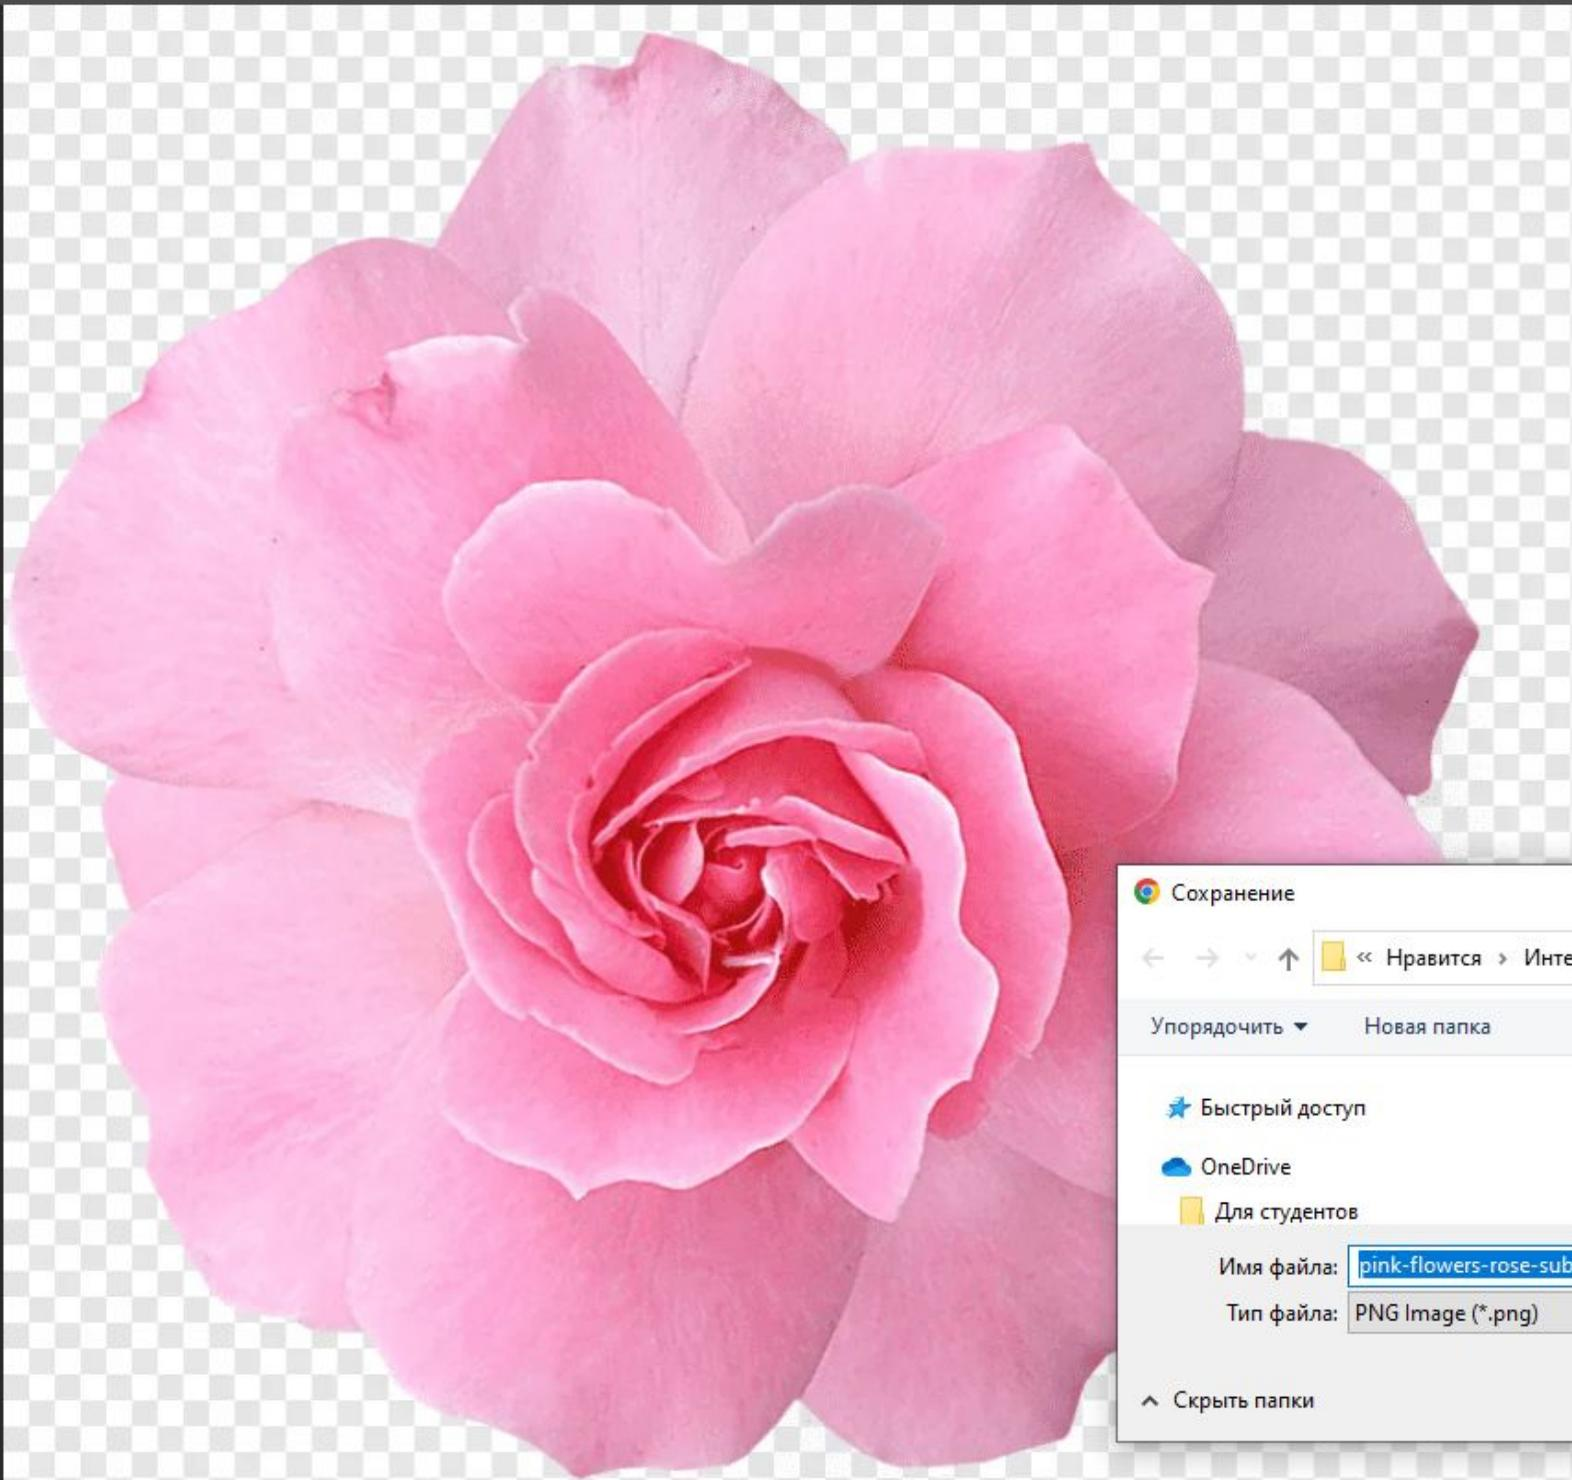 Сохранение
« Нравится › Инте
Упорядочить Новая папка
Быстрый доступ
OneDrive
Для студентов
Имя файла: pink-flowers-rose-sub
Тип файла: PNG Image (*.png)
Скрыть папки